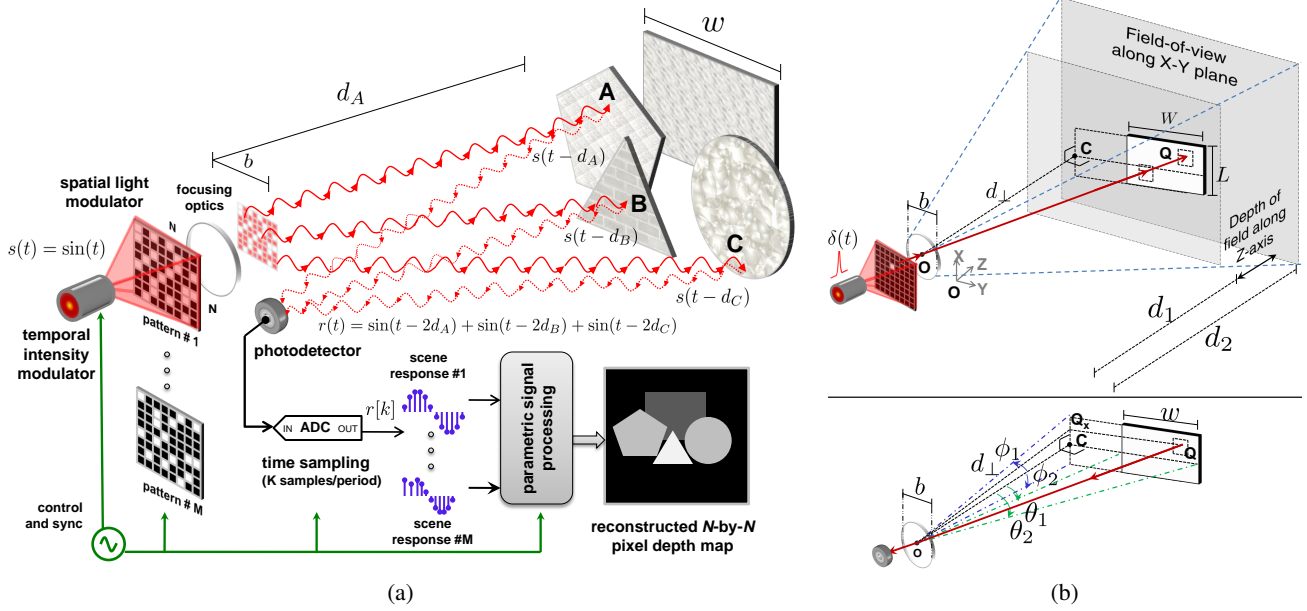 w
d_A
A
b
s(t − d_A)
spatial light
modulator
focusing
optics
N
B
s(t) = sin(t)
s(t − d_B)
C
N
s(t − d_C)
pattern # 1
r(t) = sin(t − 2d_A) + sin(t − 2d_B) + sin(t − 2d_C)
temporal
intensity
modulator
photodetector
scene
response #1
r[k]
IN ADC OUT
time sampling
(K samples/period)
parametric signal
processing
pattern # M
control
and sync
scene
response #M
reconstructed N-by-N
pixel depth map
(a)
Field-of-view
along X-Y plane
W
C
Q
L
d⊥
b
δ(t)
Depth of
field along
Z-axis
O
X
Z
O
Y
d_1
d_2
w
Q_x
C
Q
ϕ_1
d⊥
ϕ_2
b
θ_1
θ_2
O
(b)